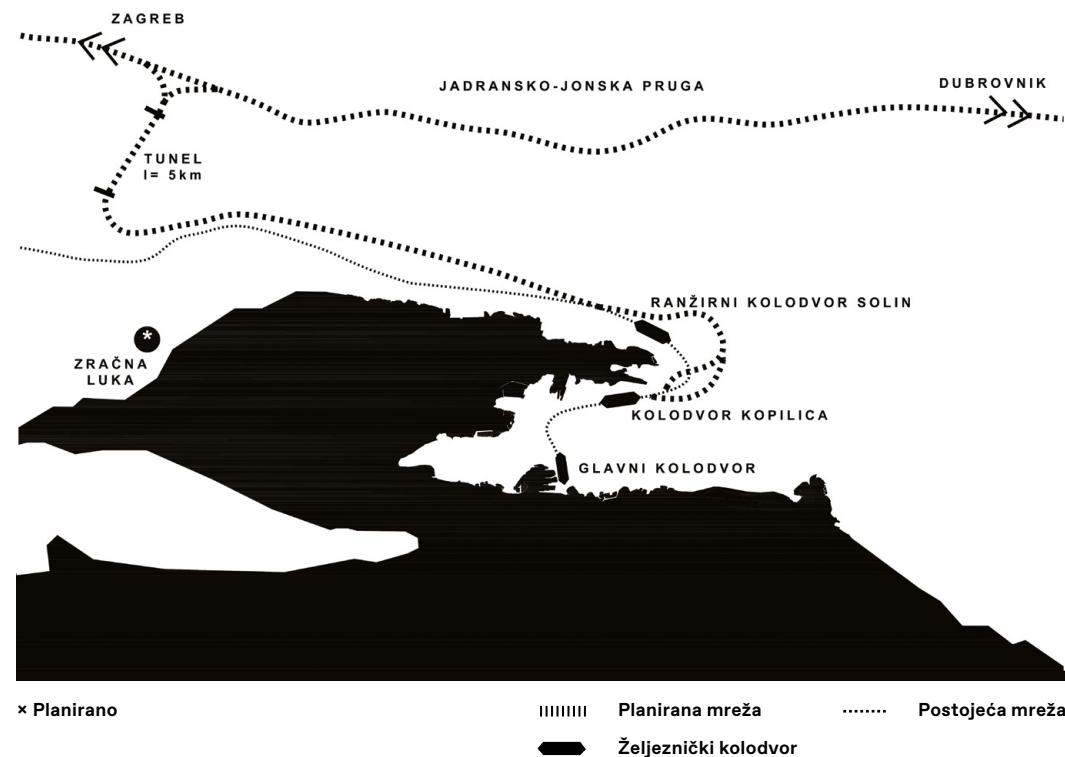 ZAGREB
JADRANSKO-JONSKA PRUGA
DUBROVNIK
TUNEL
l= 5km
RANŽIRNI KOLODVOR SOLIN
*
ZRAČNA
LUKA
KOLODVOR KOPILICA
GLAVNI KOLODVOR
× Planirano
Planirana mreža
Postojeća mreža
Željeznički kolodvor